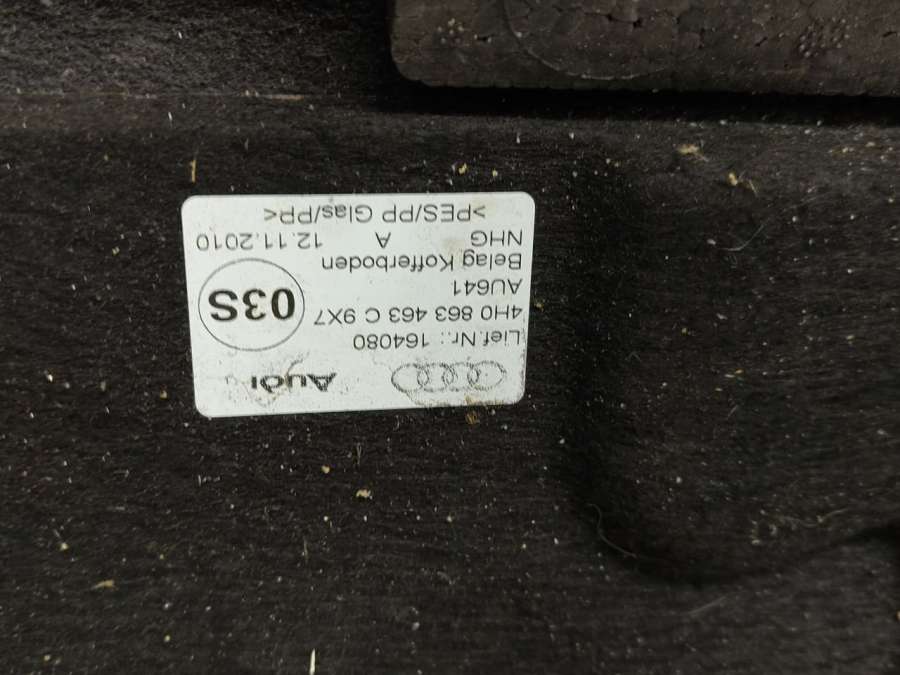 Audi
Lief.Nr.: 164080
4H0 863 463 C 9X7
AU641
Belag Kofferboden
NHG A 12.11.2010
>PES/PP Glas/PP<
03S